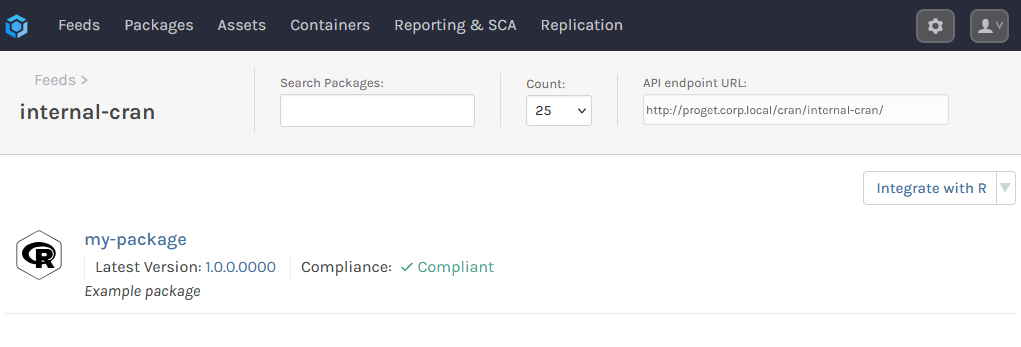 Feeds Packages Assets Containers Reporting & SCA Replication
Feeds >
internal-cran
Search Packages:
Count:
25
API endpoint URL:
http://proget.corp.local/cran/internal-cran/
Integrate with R
R
my-package
Latest Version: 1.0.0.0000 Compliance: ✓ Compliant
Example package